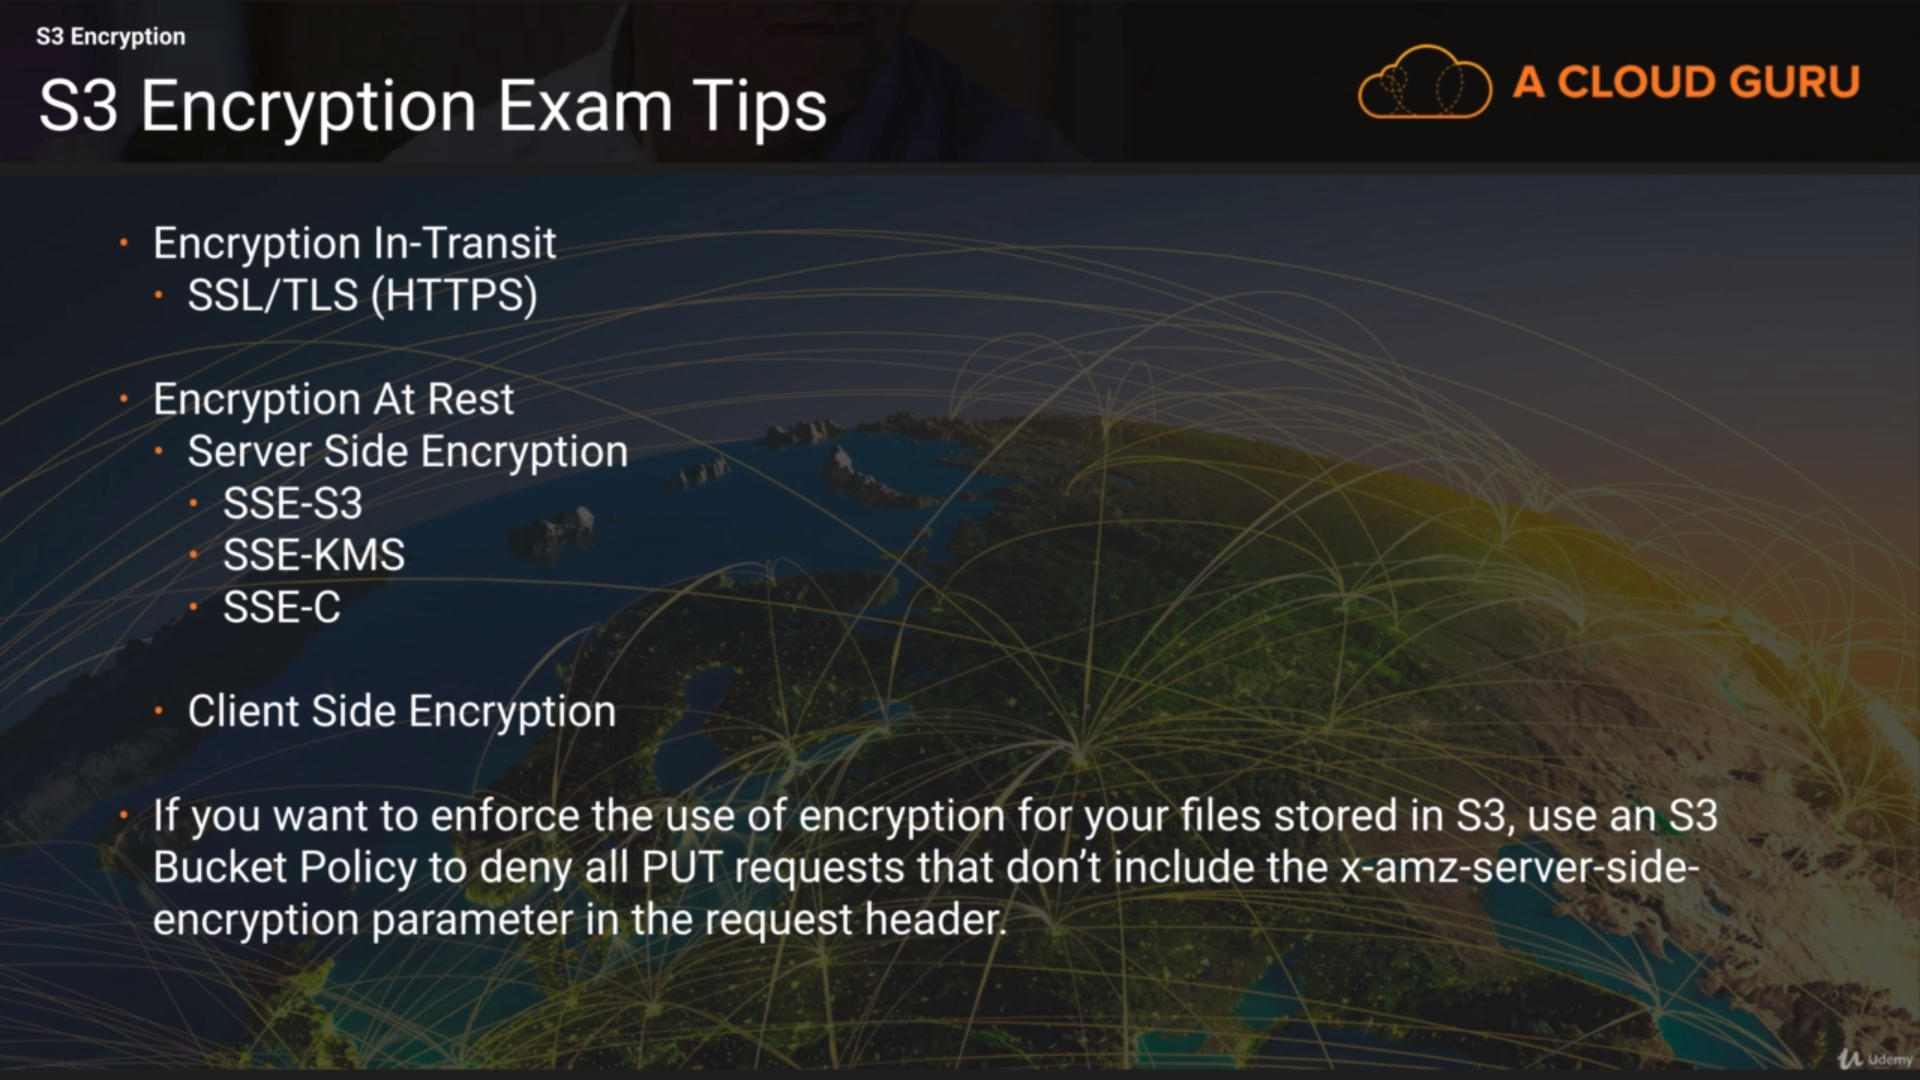 S3 Encryption
S3 Encryption Exam Tips
A CLOUD GURU
• Encryption In-Transit
• SSL/TLS (HTTPS)
• Encryption At Rest
• Server Side Encryption
• SSE-S3
• SSE-KMS
• SSE-C
• Client Side Encryption
• If you want to enforce the use of encryption for your files stored in S3, use an S3
Bucket Policy to deny all PUT requests that don’t include the x-amz-server-side-
encryption parameter in the request header.
Udemy